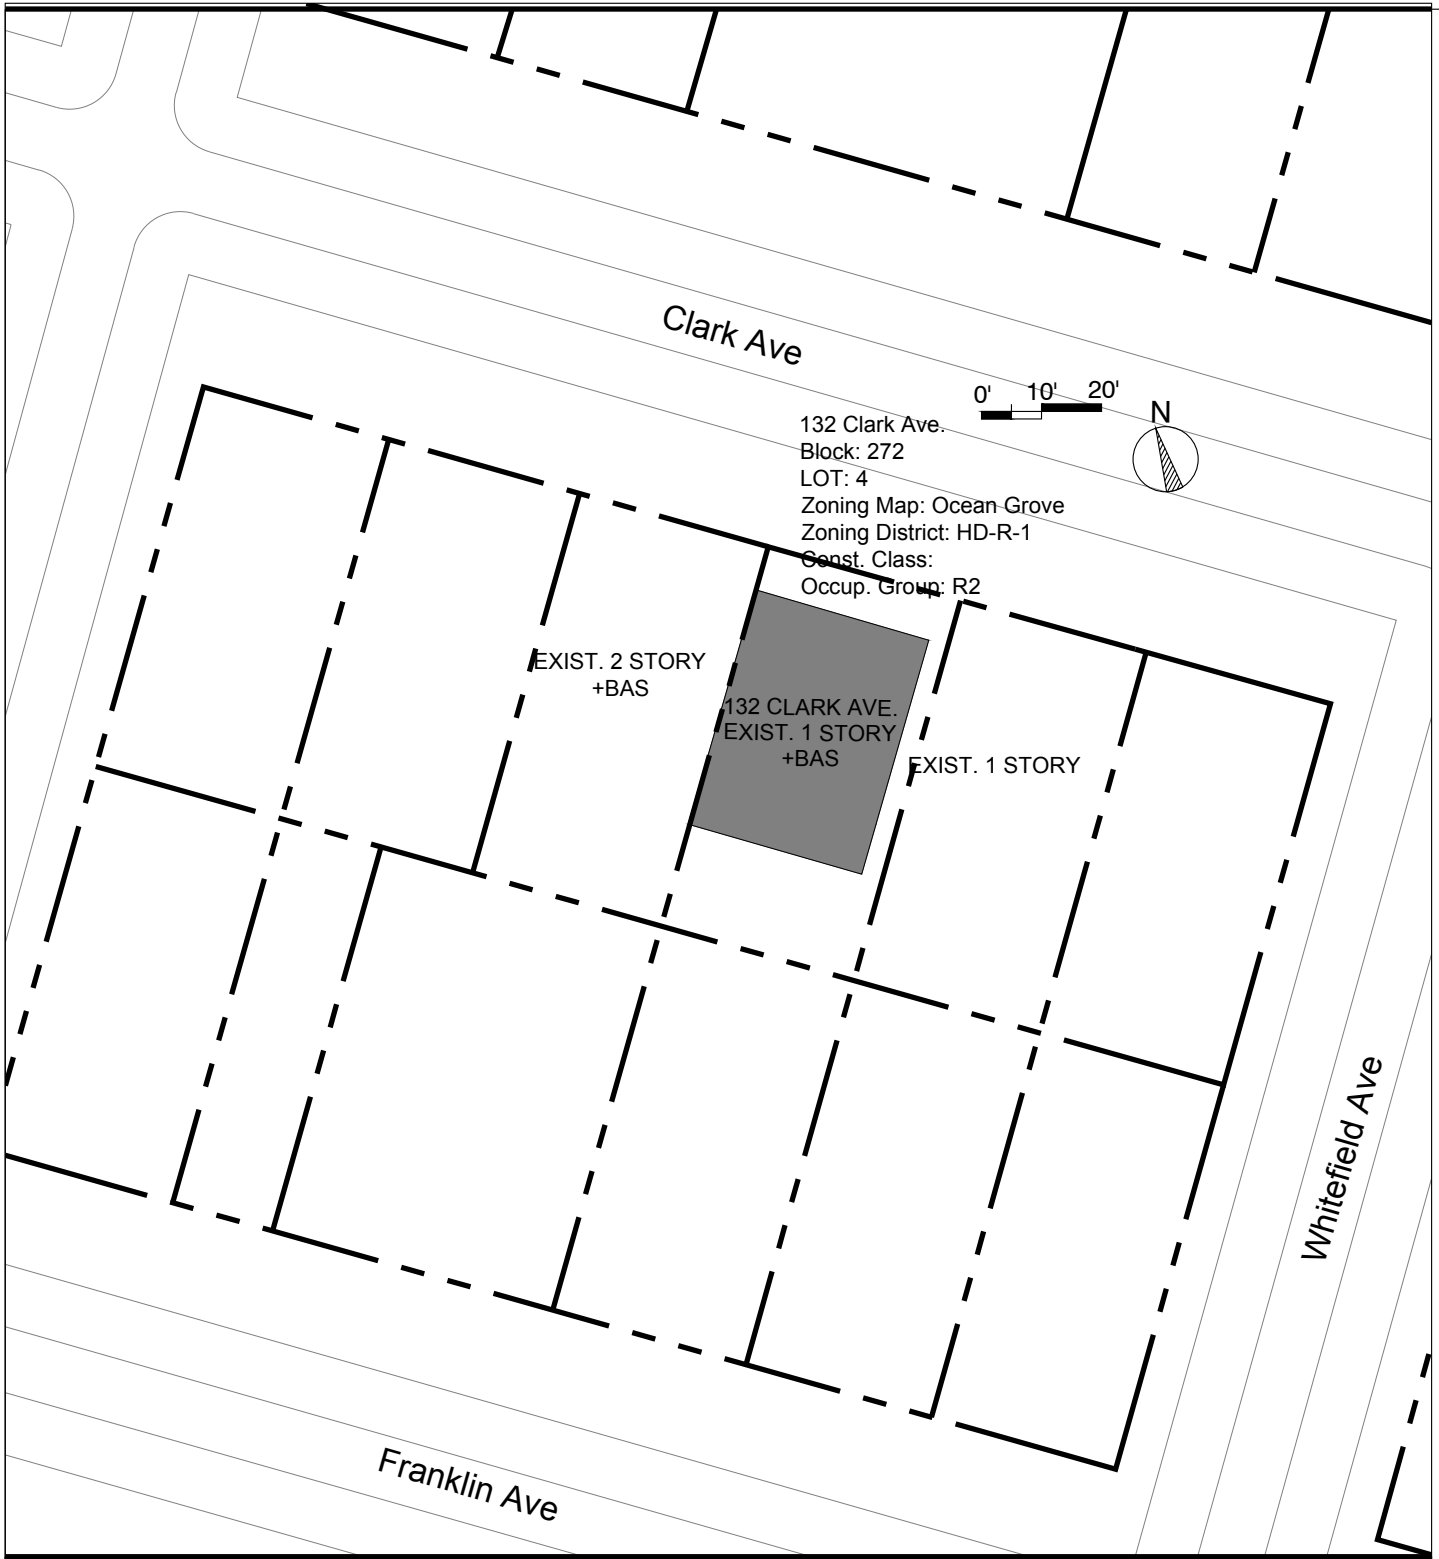 Clark Ave
0' 10' 20'
N
132 Clark Ave.
Block: 272
LOT: 4
Zoning Map: Ocean Grove
Zoning District: HD-R-1
Const. Class:
Occup. Group: R2
EXIST. 2 STORY
+BAS
132 CLARK AVE.
EXIST. 1 STORY
+BAS
EXIST. 1 STORY
Whitefield Ave
Franklin Ave